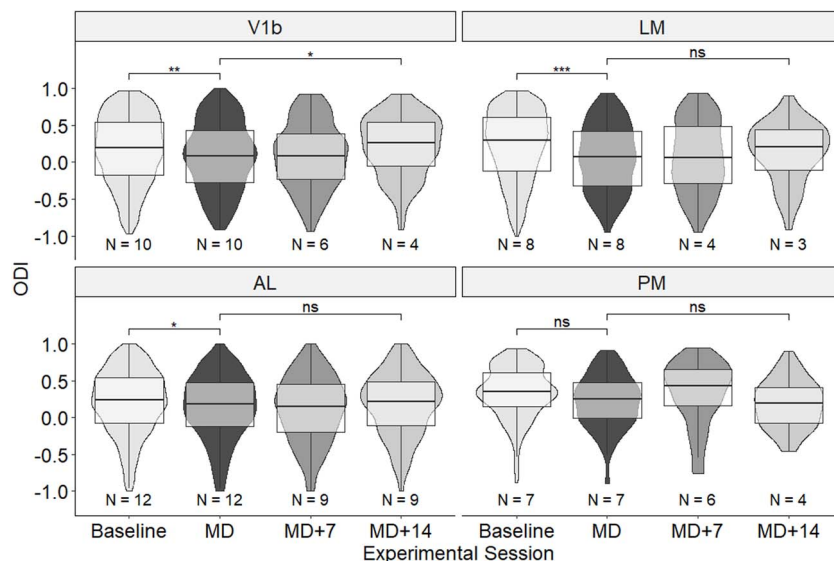 V1b LM
** * *** ns
1.0
0.5
0.0
-0.5
-1.0
N = 10 N = 10 N = 6 N = 4 N = 8 N = 8 N = 4 N = 3
ODI
AL PM
* ns ns ns
1.0
0.5
0.0
-0.5
-1.0
N = 12 N = 12 N = 9 N = 9 N = 7 N = 7 N = 6 N = 4
Baseline MD MD+7 MD+14 Baseline MD MD+7 MD+14
Experimental Session